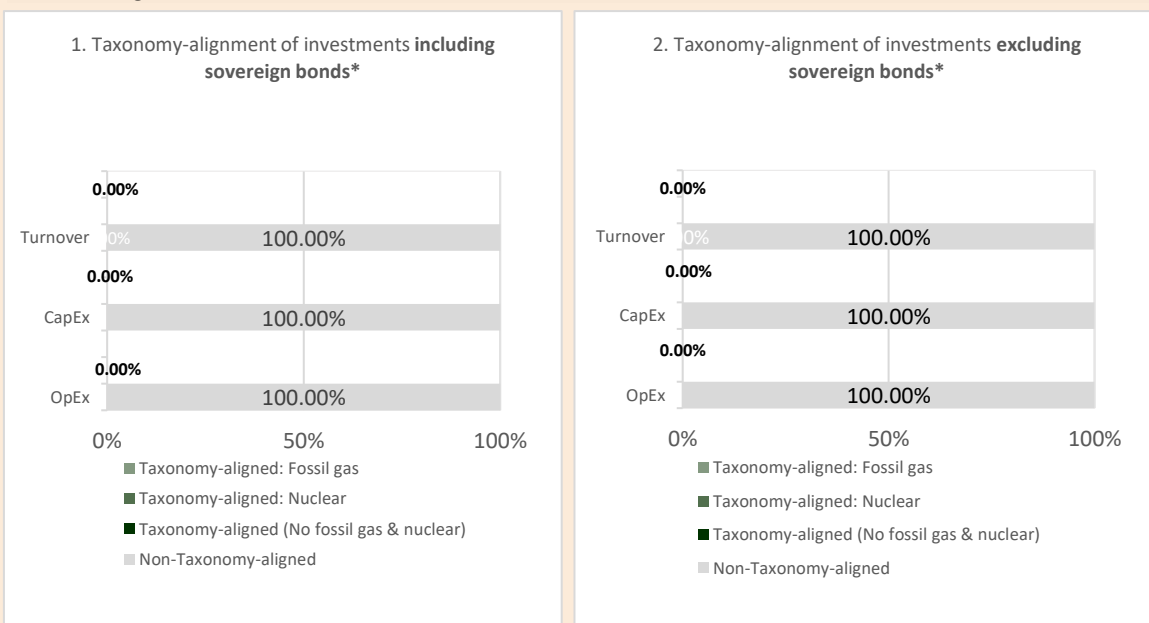 1. Taxonomy-alignment of investments including
sovereign bonds*
0.00%
Turnover 100.00%
0.00%
CapEx 100.00%
0.00%
OpEx 100.00%
0% 50% 100%
Taxonomy-aligned: Fossil gas
Taxonomy-aligned: Nuclear
Taxonomy-aligned (No fossil gas & nuclear)
Non-Taxonomy-aligned
2. Taxonomy-alignment of investments excluding
sovereign bonds*
0.00%
Turnover 0% 100.00%
0.00%
CapEx 100.00%
0.00%
OpEx 100.00%
0% 50% 100%
Taxonomy-aligned: Fossil gas
Taxonomy-aligned: Nuclear
Taxonomy-aligned (No fossil gas & nuclear)
Non-Taxonomy-aligned